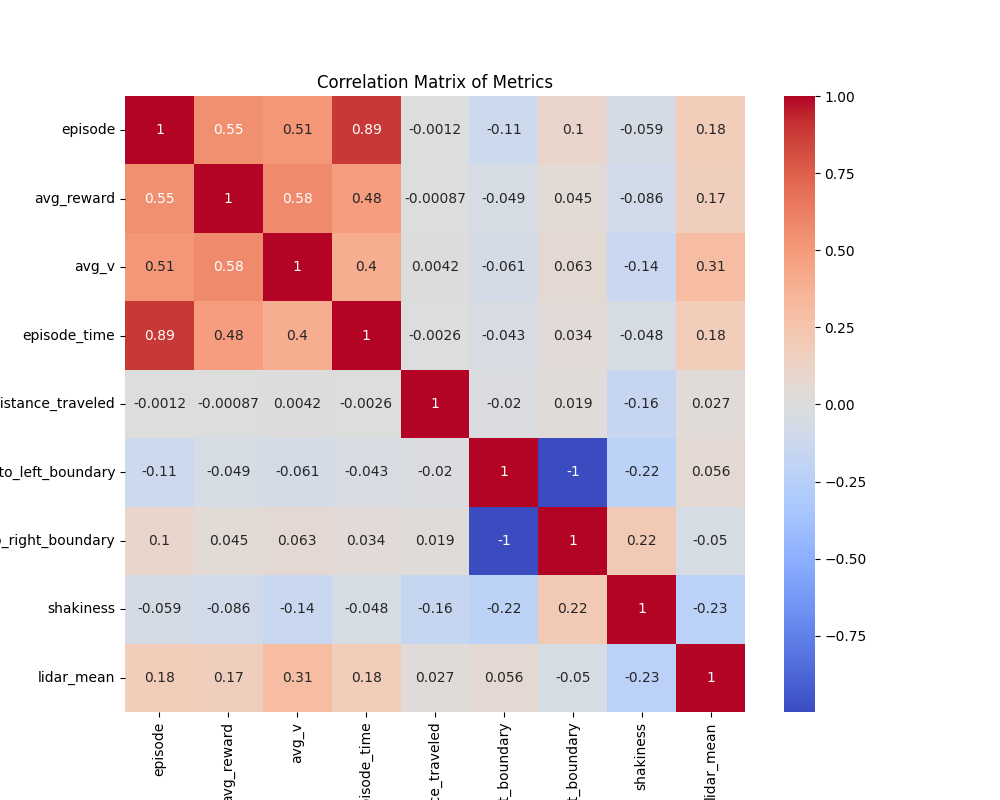 Correlation Matrix of Metrics
episode 1 0.55 0.51 0.89 -0.0012 -0.11 0.1 -0.059 0.18
avg_reward 0.55 1 0.58 0.48 -0.00087 -0.049 0.045 -0.086 0.17
avg_v 0.51 0.58 1 0.4 0.0042 -0.061 0.063 -0.14 0.31
episode_time 0.89 0.48 0.4 1 -0.0026 -0.043 0.034 -0.048 0.18
istance_traveled -0.0012 -0.00087 0.0042 -0.0026 1 -0.02 0.019 -0.16 0.027
to_left_boundary -0.11 -0.049 -0.061 -0.043 -0.02 1 -1 -0.22 0.056
o_right_boundary 0.1 0.045 0.063 0.034 0.019 -1 1 0.22 -0.05
shakiness -0.059 -0.086 -0.14 -0.048 -0.16 -0.22 0.22 1 -0.23
lidar_mean 0.18 0.17 0.31 0.18 0.027 0.056 -0.05 -0.23 1
episode
avg_reward
avg_v
isode_time
ce_traveled
t_boundary
t_boundary
shakiness
lidar_mean
1.00
0.75
0.50
0.25
0.00
−0.25
−0.50
−0.75